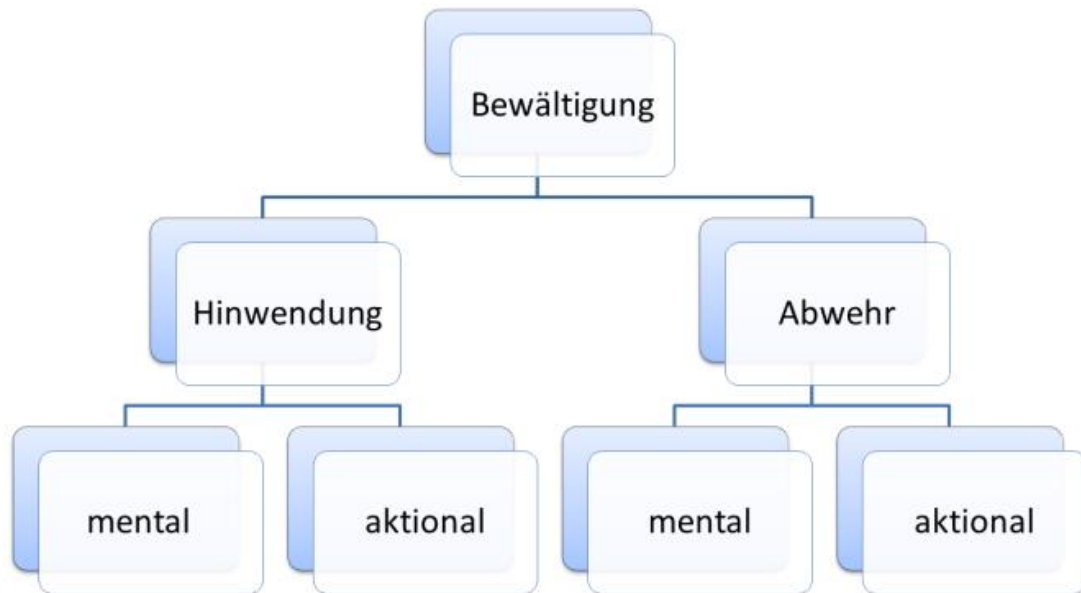 Bewältigung
Hinwendung
Abwehr
mental
aktional
mental
aktional